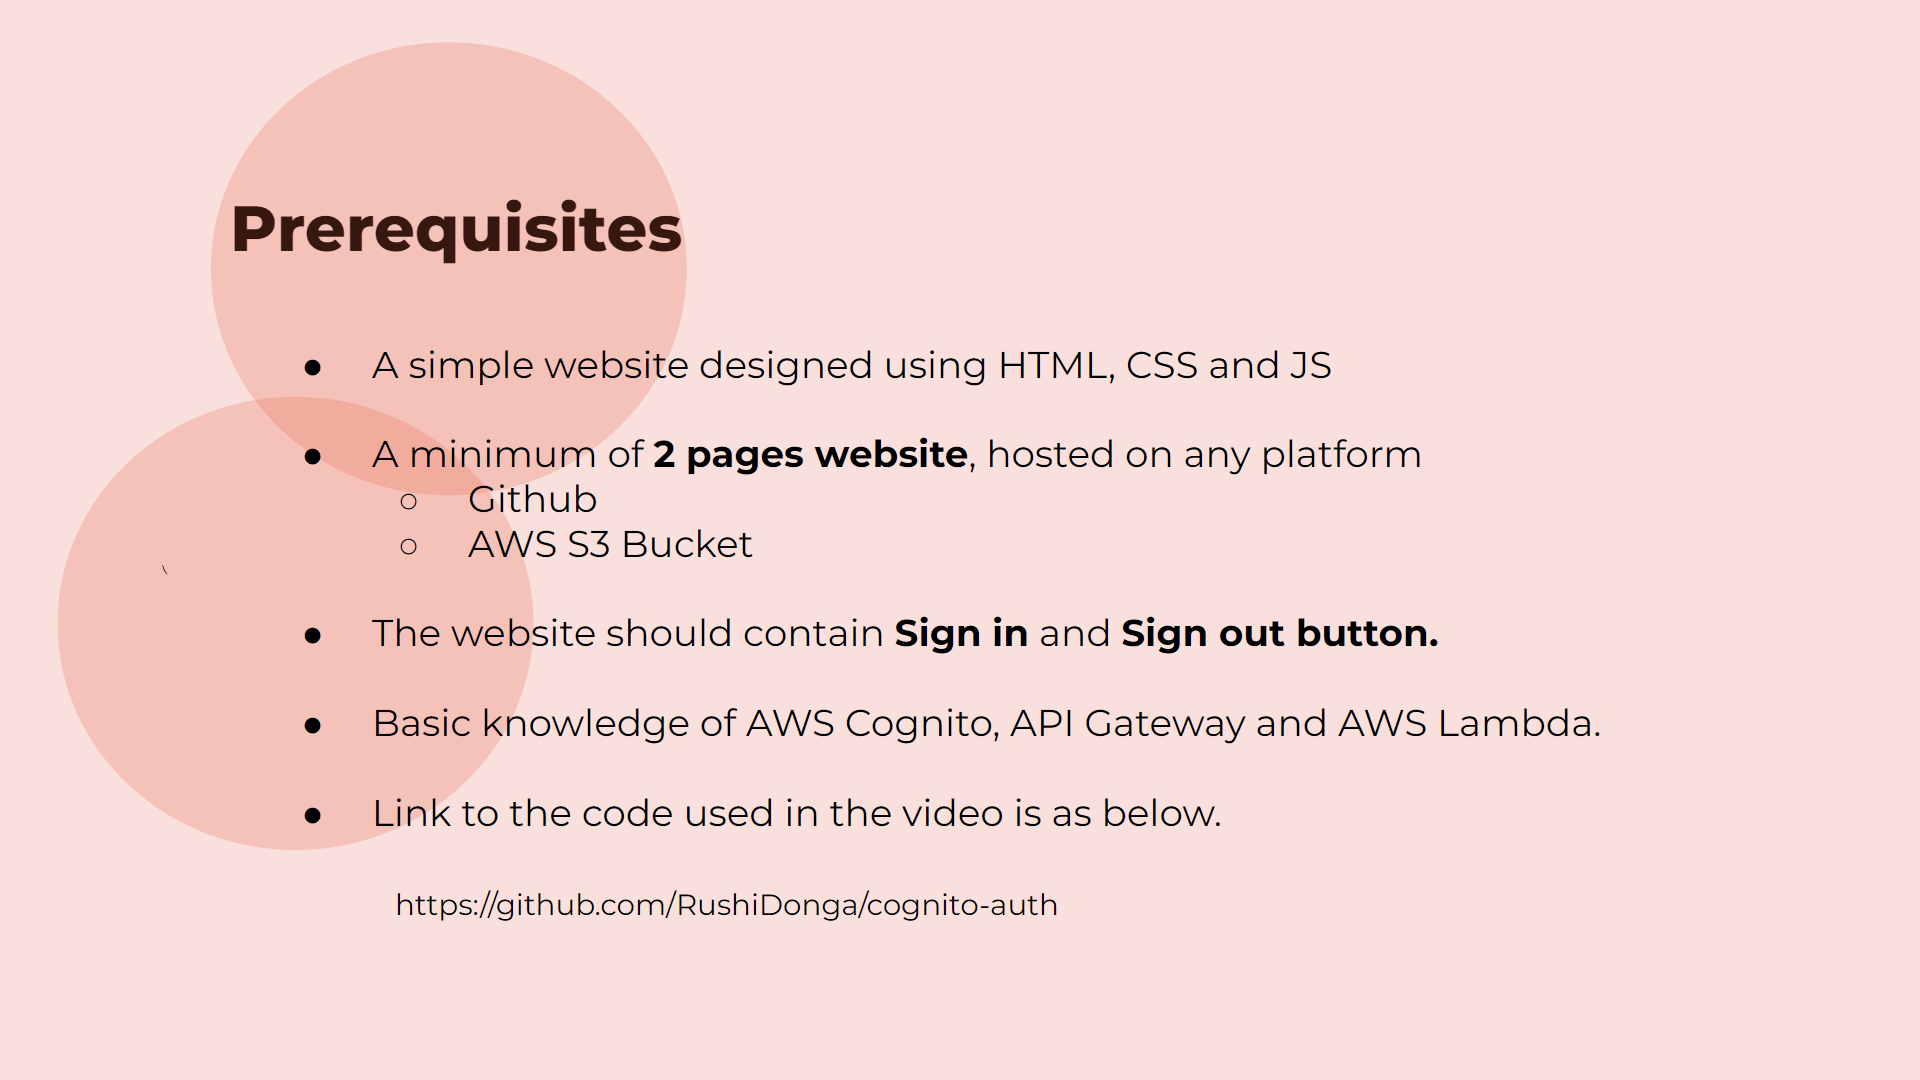 Prerequisites
● A simple website designed using HTML, CSS and JS
● A minimum of 2 pages website, hosted on any platform
○ Github
○ AWS S3 Bucket
● The website should contain Sign in and Sign out button.
● Basic knowledge of AWS Cognito, API Gateway and AWS Lambda.
● Link to the code used in the video is as below.
https://github.com/RushiDonga/cognito-auth